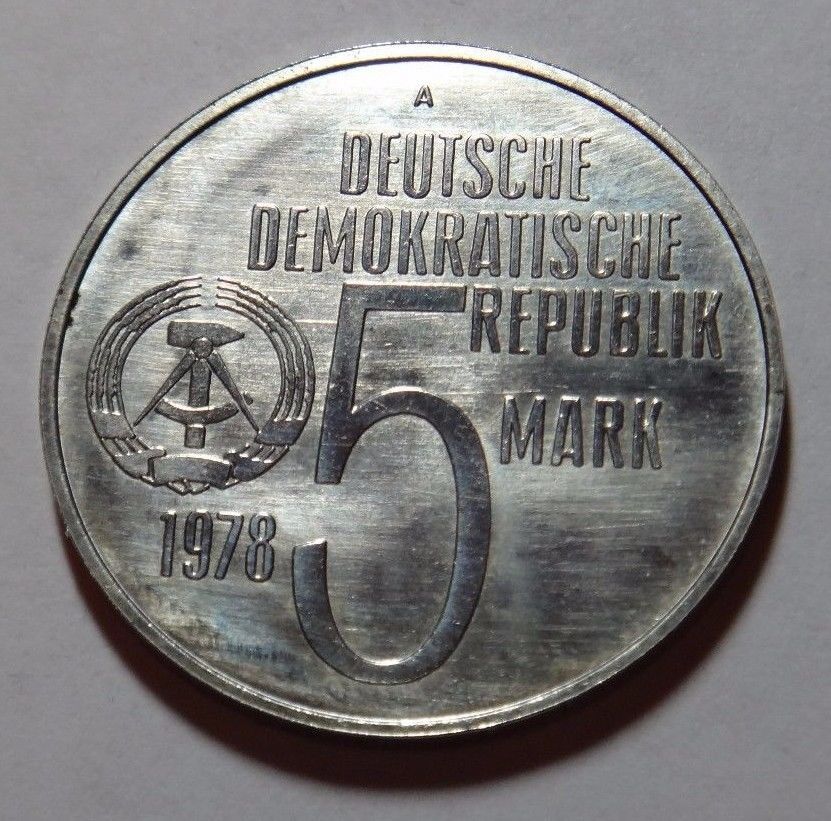 A
DEUTSCHE
DEMOKRATISCHE
REPUBLIK
5 MARK
1978